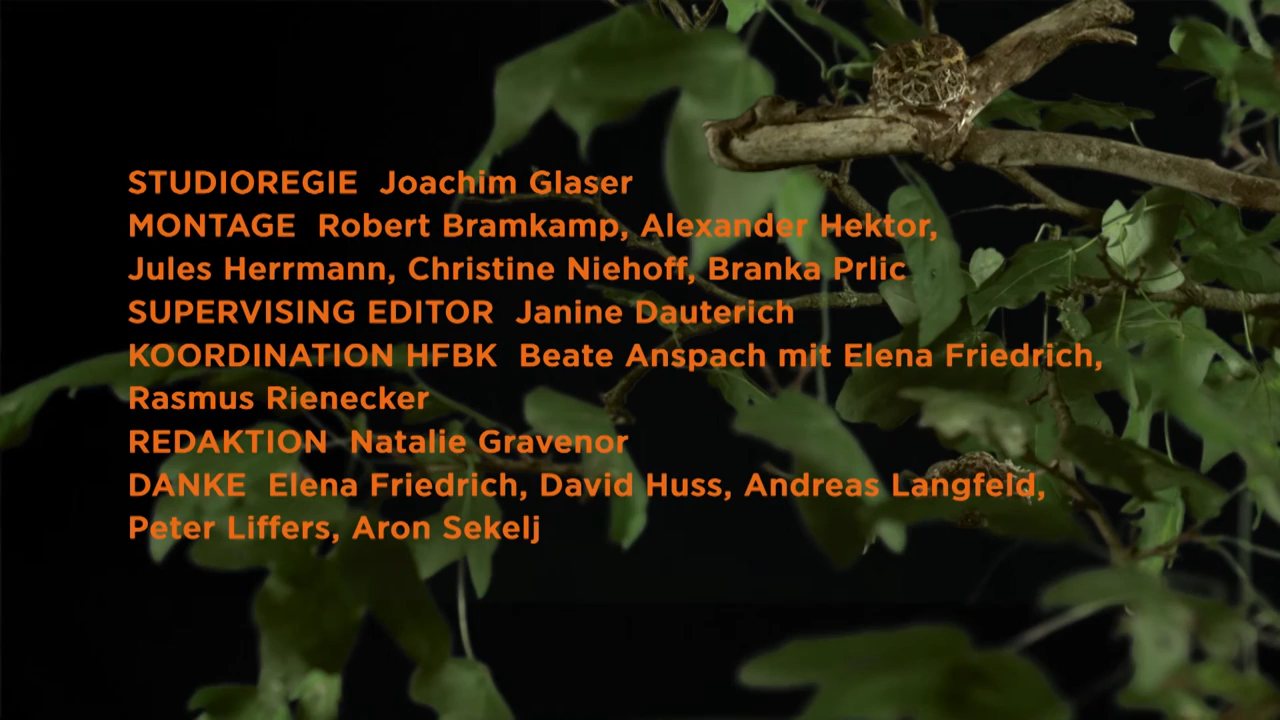 STUDIOREGIE Joachim Glaser
MONTAGE Robert Bramkamp, Alexander Hektor,
Jules Herrmann, Christine Niehoff, Branka Prlic
SUPERVISING EDITOR Janine Dauterich
KOORDINATION HFBK Beate Anspach mit Elena Friedrich,
Rasmus Rienecker
REDAKTION Natalie Gravenor
DANKE Elena Friedrich, David Huss, Andreas Langfeld,
Peter Liffers, Aron Sekelj